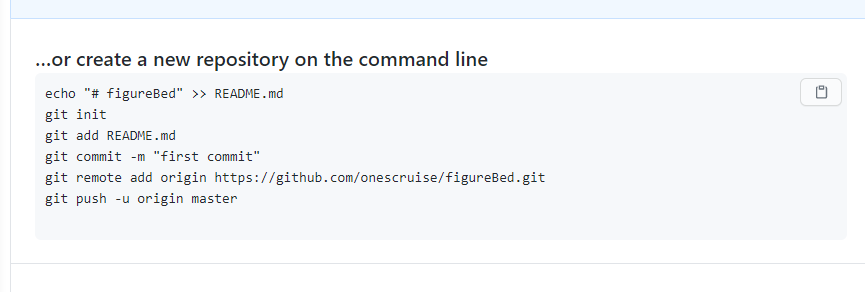 ...or create a new repository on the command line
echo "# figureBed" >> README.md
git init
git add README.md
git commit -m "first commit"
git remote add origin https://github.com/onescruise/figureBed.git
git push -u origin master